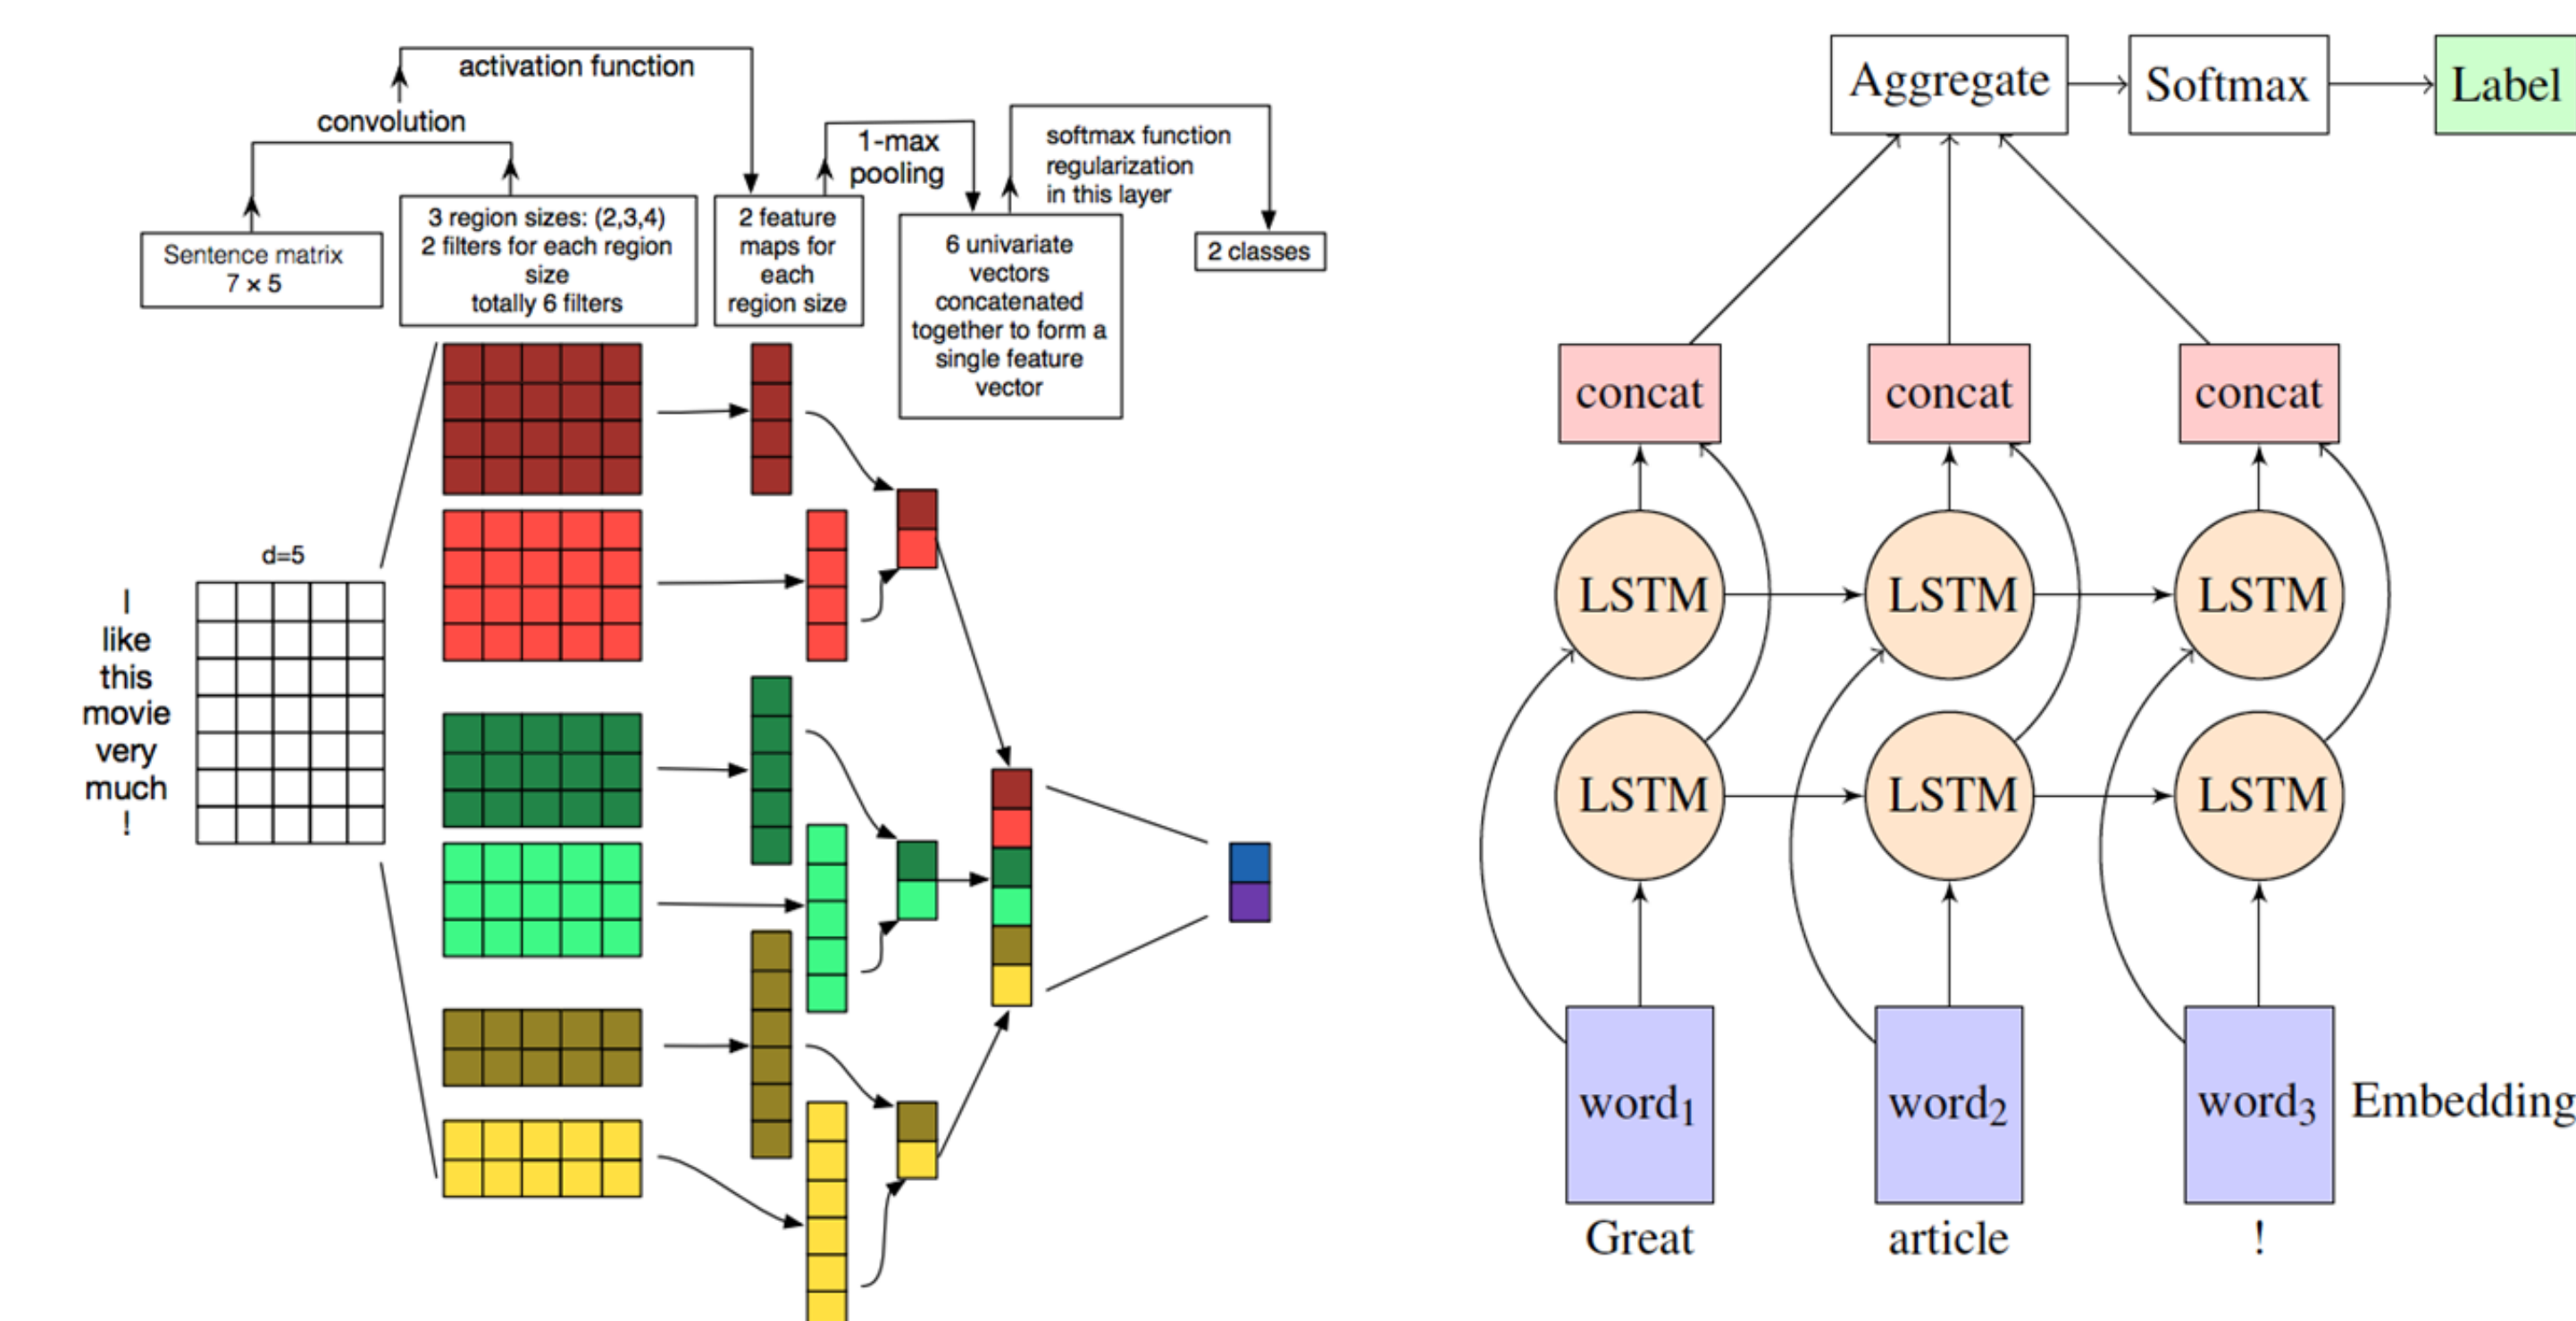 activation function
convolution
1-max
pooling
softmax function
regularization
in this layer
Sentence matrix
7 × 5
3 region sizes: (2,3,4)
2 filters for each region
size
totally 6 filters
2 feature
maps for
each
region size
6 univariate
vectors
concatenated
together to form a
single feature
vector
2 classes
d=5
I
like
this
movie
very
much
!
Aggregate
Softmax
Label
concat
concat
concat
LSTM
LSTM
LSTM
LSTM
LSTM
LSTM
word1
word2
word3
Embedding
Great
article
!